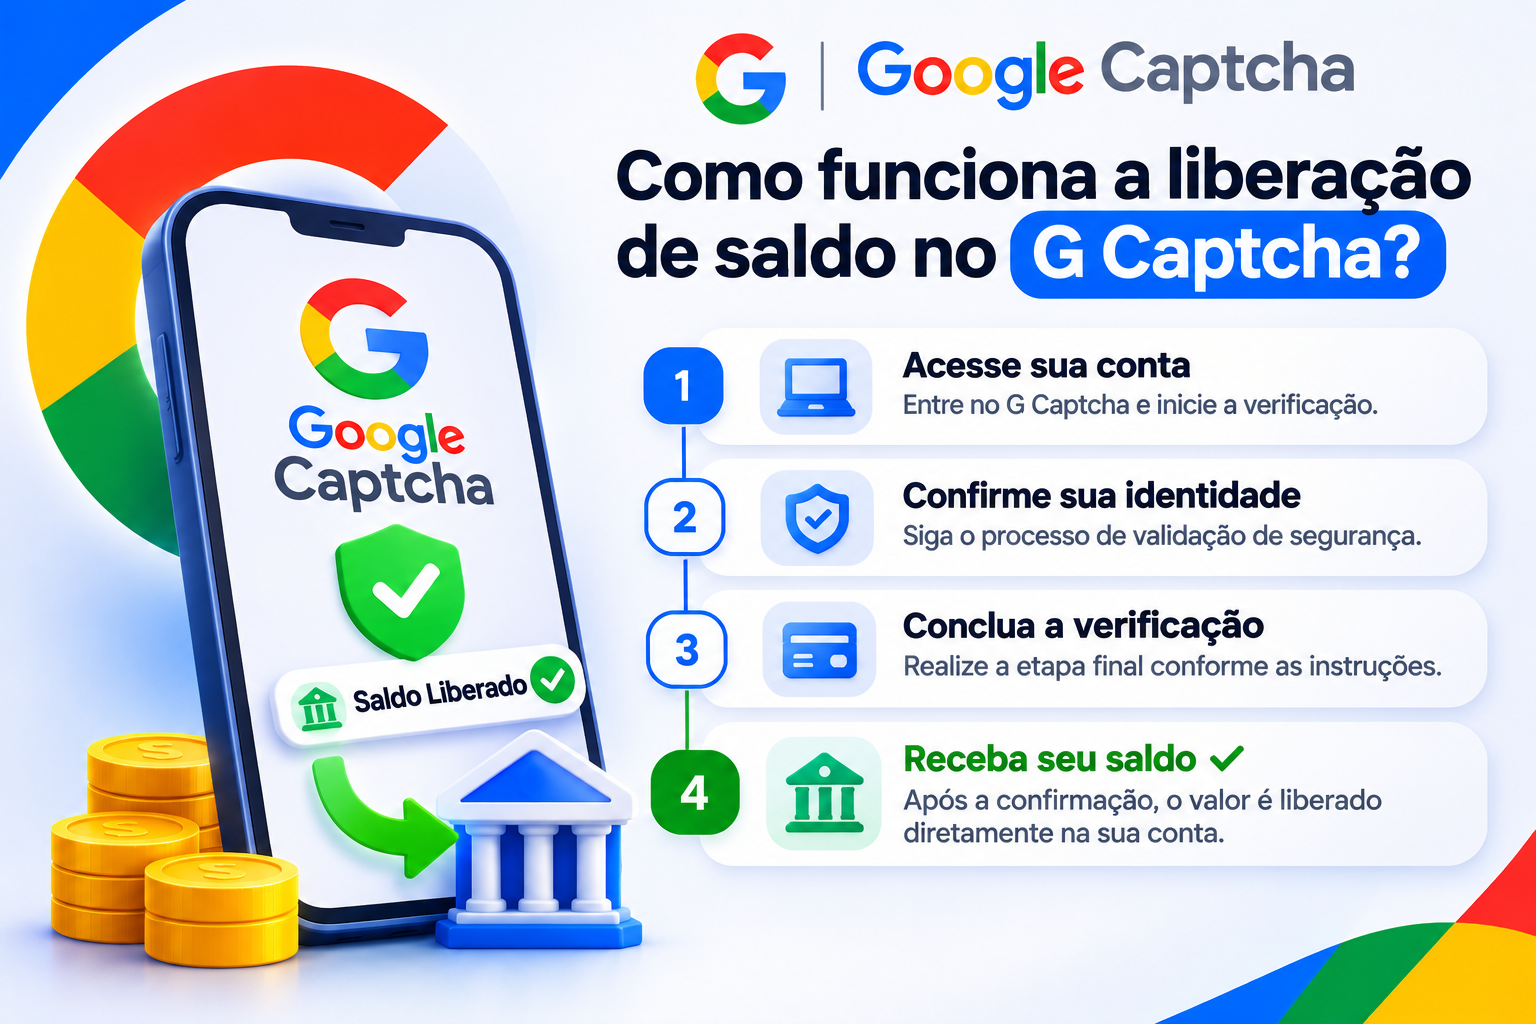 Google Captcha
Como funciona a liberação
de saldo no G Captcha?
1
Acesse sua conta
Entre no G Captcha e inicie a verificação.
2
Confirme sua identidade
Siga o processo de validação de segurança.
3
Conclua a verificação
Realize a etapa final conforme as instruções.
4
Receba seu saldo
Após a confirmação, o valor é liberado
diretamente na sua conta.
Google
Captcha
Saldo Liberado